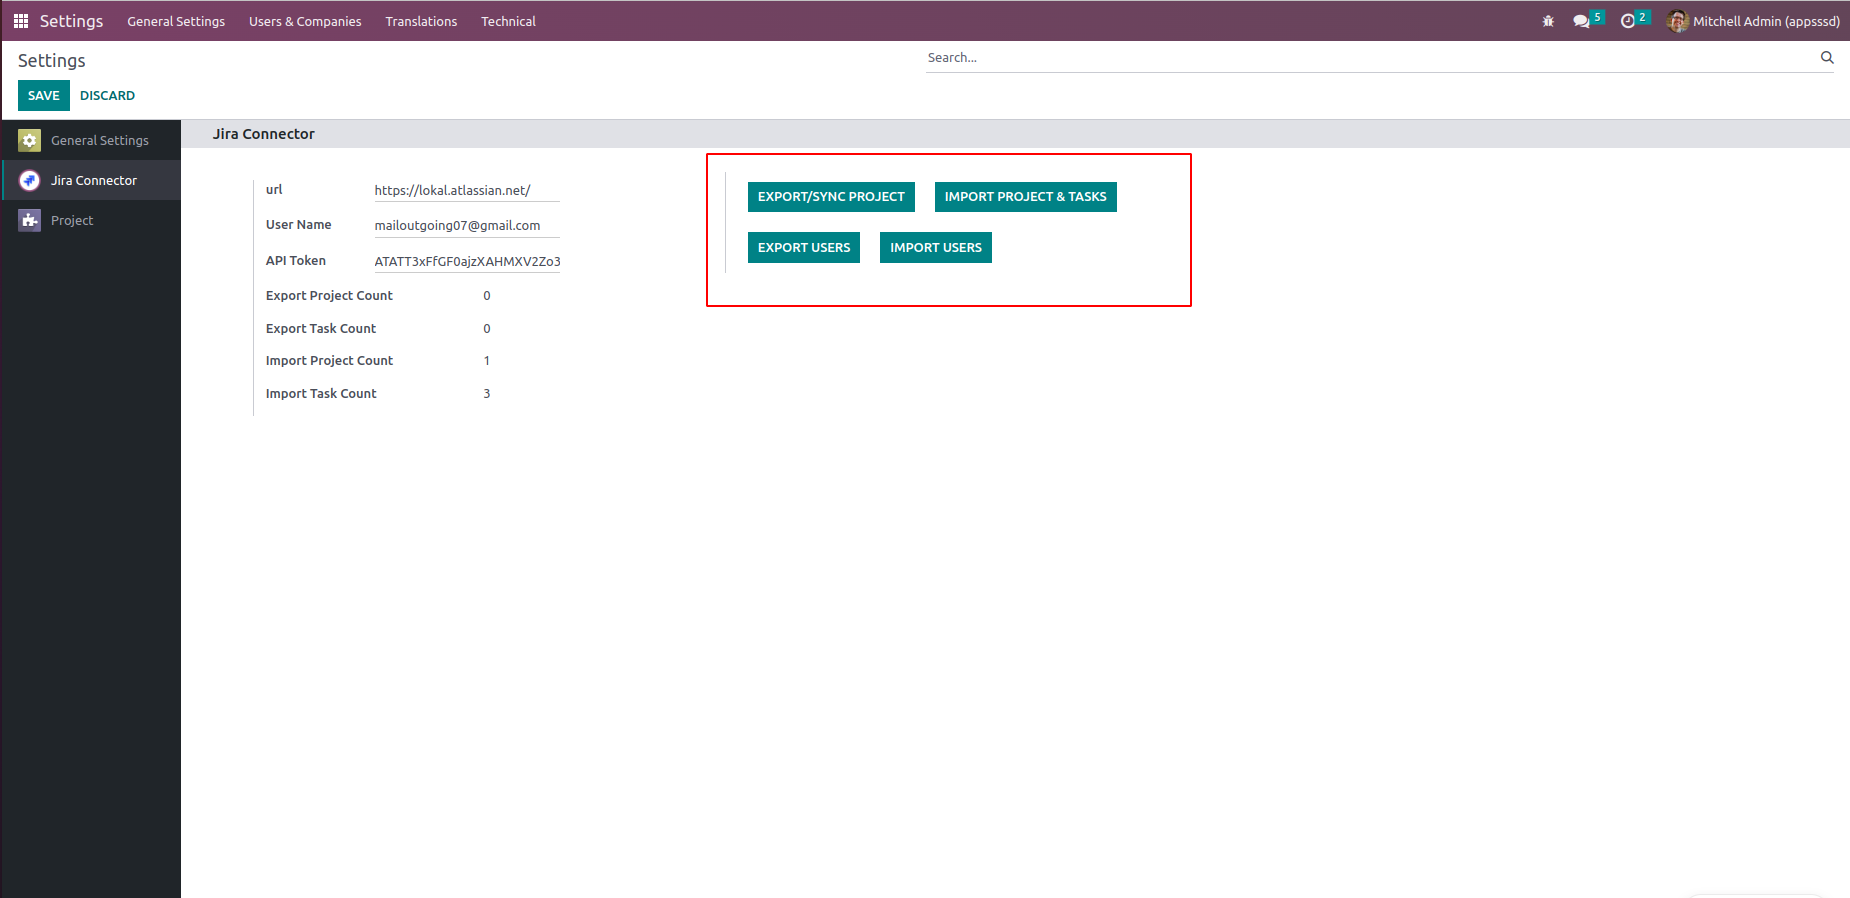 Settings General Settings Users & Companies Translations Technical 5 2 Mitchell Admin (appsssd)
Settings
Search...
SAVE DISCARD
General Settings
Jira Connector
Project
Jira Connector
url https://lokal.atlassian.net/
User Name mailoutgoing07@gmail.com
API Token ATATT3xFfGF0ajzXAHMXV2Zo3
Export Project Count 0
Export Task Count 0
Import Project Count 1
Import Task Count 3
EXPORT/SYNC PROJECT IMPORT PROJECT & TASKS
EXPORT USERS IMPORT USERS